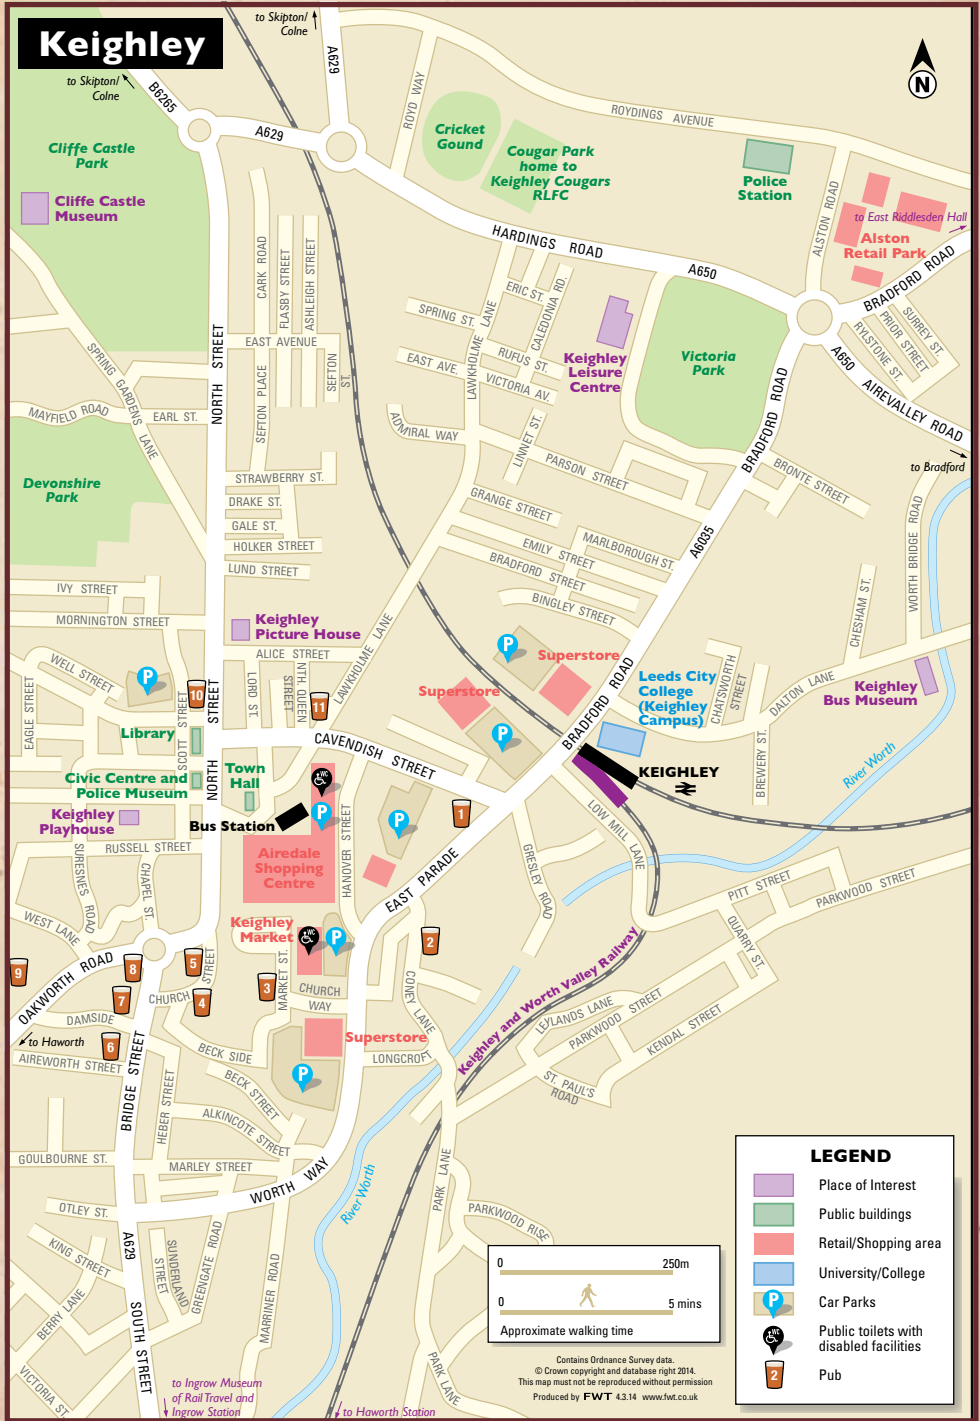 Keighley
to Skipton/
Colne
A629
to Skipton/
Colne
B6265
A629
ROYD WAY
ROYDINGS AVENUE
N
Cliffe Castle
Park
Cliffe Castle
Museum
Cricket
Gound
Cougar Park
home to
Keighley Cougars
RLFC
Police
Station
ALSTON ROAD
to East Riddlesden Hall
Alston
Retail Park
BRADFORD ROAD
HARDINGS ROAD
A650
CARK ROAD
FLASBY STREET
ASHLEIGH STREET
ERIC ST.
CALEDONIA RD.
SPRING ST.
LAWKHOLME LANE
RUFUS ST.
EAST AVE.
VICTORIA AV.
Keighley
Leisure
Centre
Victoria
Park
SURREY ST.
PRIOR STREET
RYLSTONE ST.
A650
AIREVALLEY ROAD
to Bradford
NORTH STREET
EAST AVENUE
SEFTON
ST.
SEFTON PLACE
SPRING GARDENS LANE
MAYFIELD ROAD
EARL ST.
ADMIRAL WAY
LINNET ST.
PARSON STREET
BRADFORD ROAD
BRONTE STREET
Devonshire
Park
STRAWBERRY ST.
DRAKE ST.
GALE ST.
HOLKER STREET
LUND STREET
GRANGE STREET
EMILY STREET
MARLBOROUGH ST.
BRADFORD STREET
BINGLEY STREET
A6035
WORTH BRIDGE ROAD
CHESHAM ST.
IVY STREET
MORNINGTON STREET
Keighley
Picture House
ALICE STREET
LAWKHOLME LANE
WELL STREET
EAGLE STREET
P
10
SCOTT STREET
NORTH STREET
LORD ST.
NTH QUEEN
STREET
11
P
Superstore
Superstore
P
BRADFORD ROAD
Leeds City
College
(Keighley
Campus)
CHATSWORTH
STREET
DALTON LANE
BREWERY ST.
Keighley
Bus Museum
River Worth
Library
Civic Centre and
Police Museum
Town
Hall
CAVENDISH STREET
KEIGHLEY
WC
P
Bus Station
Keighley
Playhouse
RUSSELL STREET
Airedale
Shopping
Centre
HANOVER STREET
P
1
EAST PARADE
LOW MILL LANE
GRESLEY ROAD
PITT STREET
PARKWOOD STREET
QUARRY ST.
SURESNES ROAD
CHAPEL ST.
WEST LANE
Keighley
Market
WC
P
2
Keighley and Worth Valley Railway
9
OAKWORTH ROAD
8
5
7
CHURCH STREET
4
3
MARKET ST.
CHURCH
WAY
CONEY LANE
DAMSIDE
6
to Haworth
AIREWORTH STREET
BRIDGE STREET
BECK SIDE
Superstore
LONGCROFT
P
LEYLANDS LANE
PARKWOOD STREET
KENDAL STREET
ST. PAUL'S
ROAD
BECK STREET
HEBER STREET
ALKINCOTE STREET
GOULBOURNE ST.
MARLEY STREET
WORTH WAY
River Worth
PARK LANE
PARKWOOD RISE
OTLEY ST.
A629
KING STREET
SUNDERLAND
STREET
GREENGATE ROAD
BERRY LANE
MARRINER ROAD
SOUTH STREET
VICTORIA ST.
PARK LANE
to Ingrow Museum
of Rail Travel and
Ingrow Station
to Haworth Station
0 250m
0 5 mins
Approximate walking time
Contains Ordnance Survey data.
© Crown copyright and database right 2014.
This map must not be reproduced without permission
Produced by FWT 4.3.14 www.fwt.co.uk
LEGEND
Place of Interest
Public buildings
Retail/Shopping area
University/College
P Car Parks
WC Public toilets with
disabled facilities
2 Pub